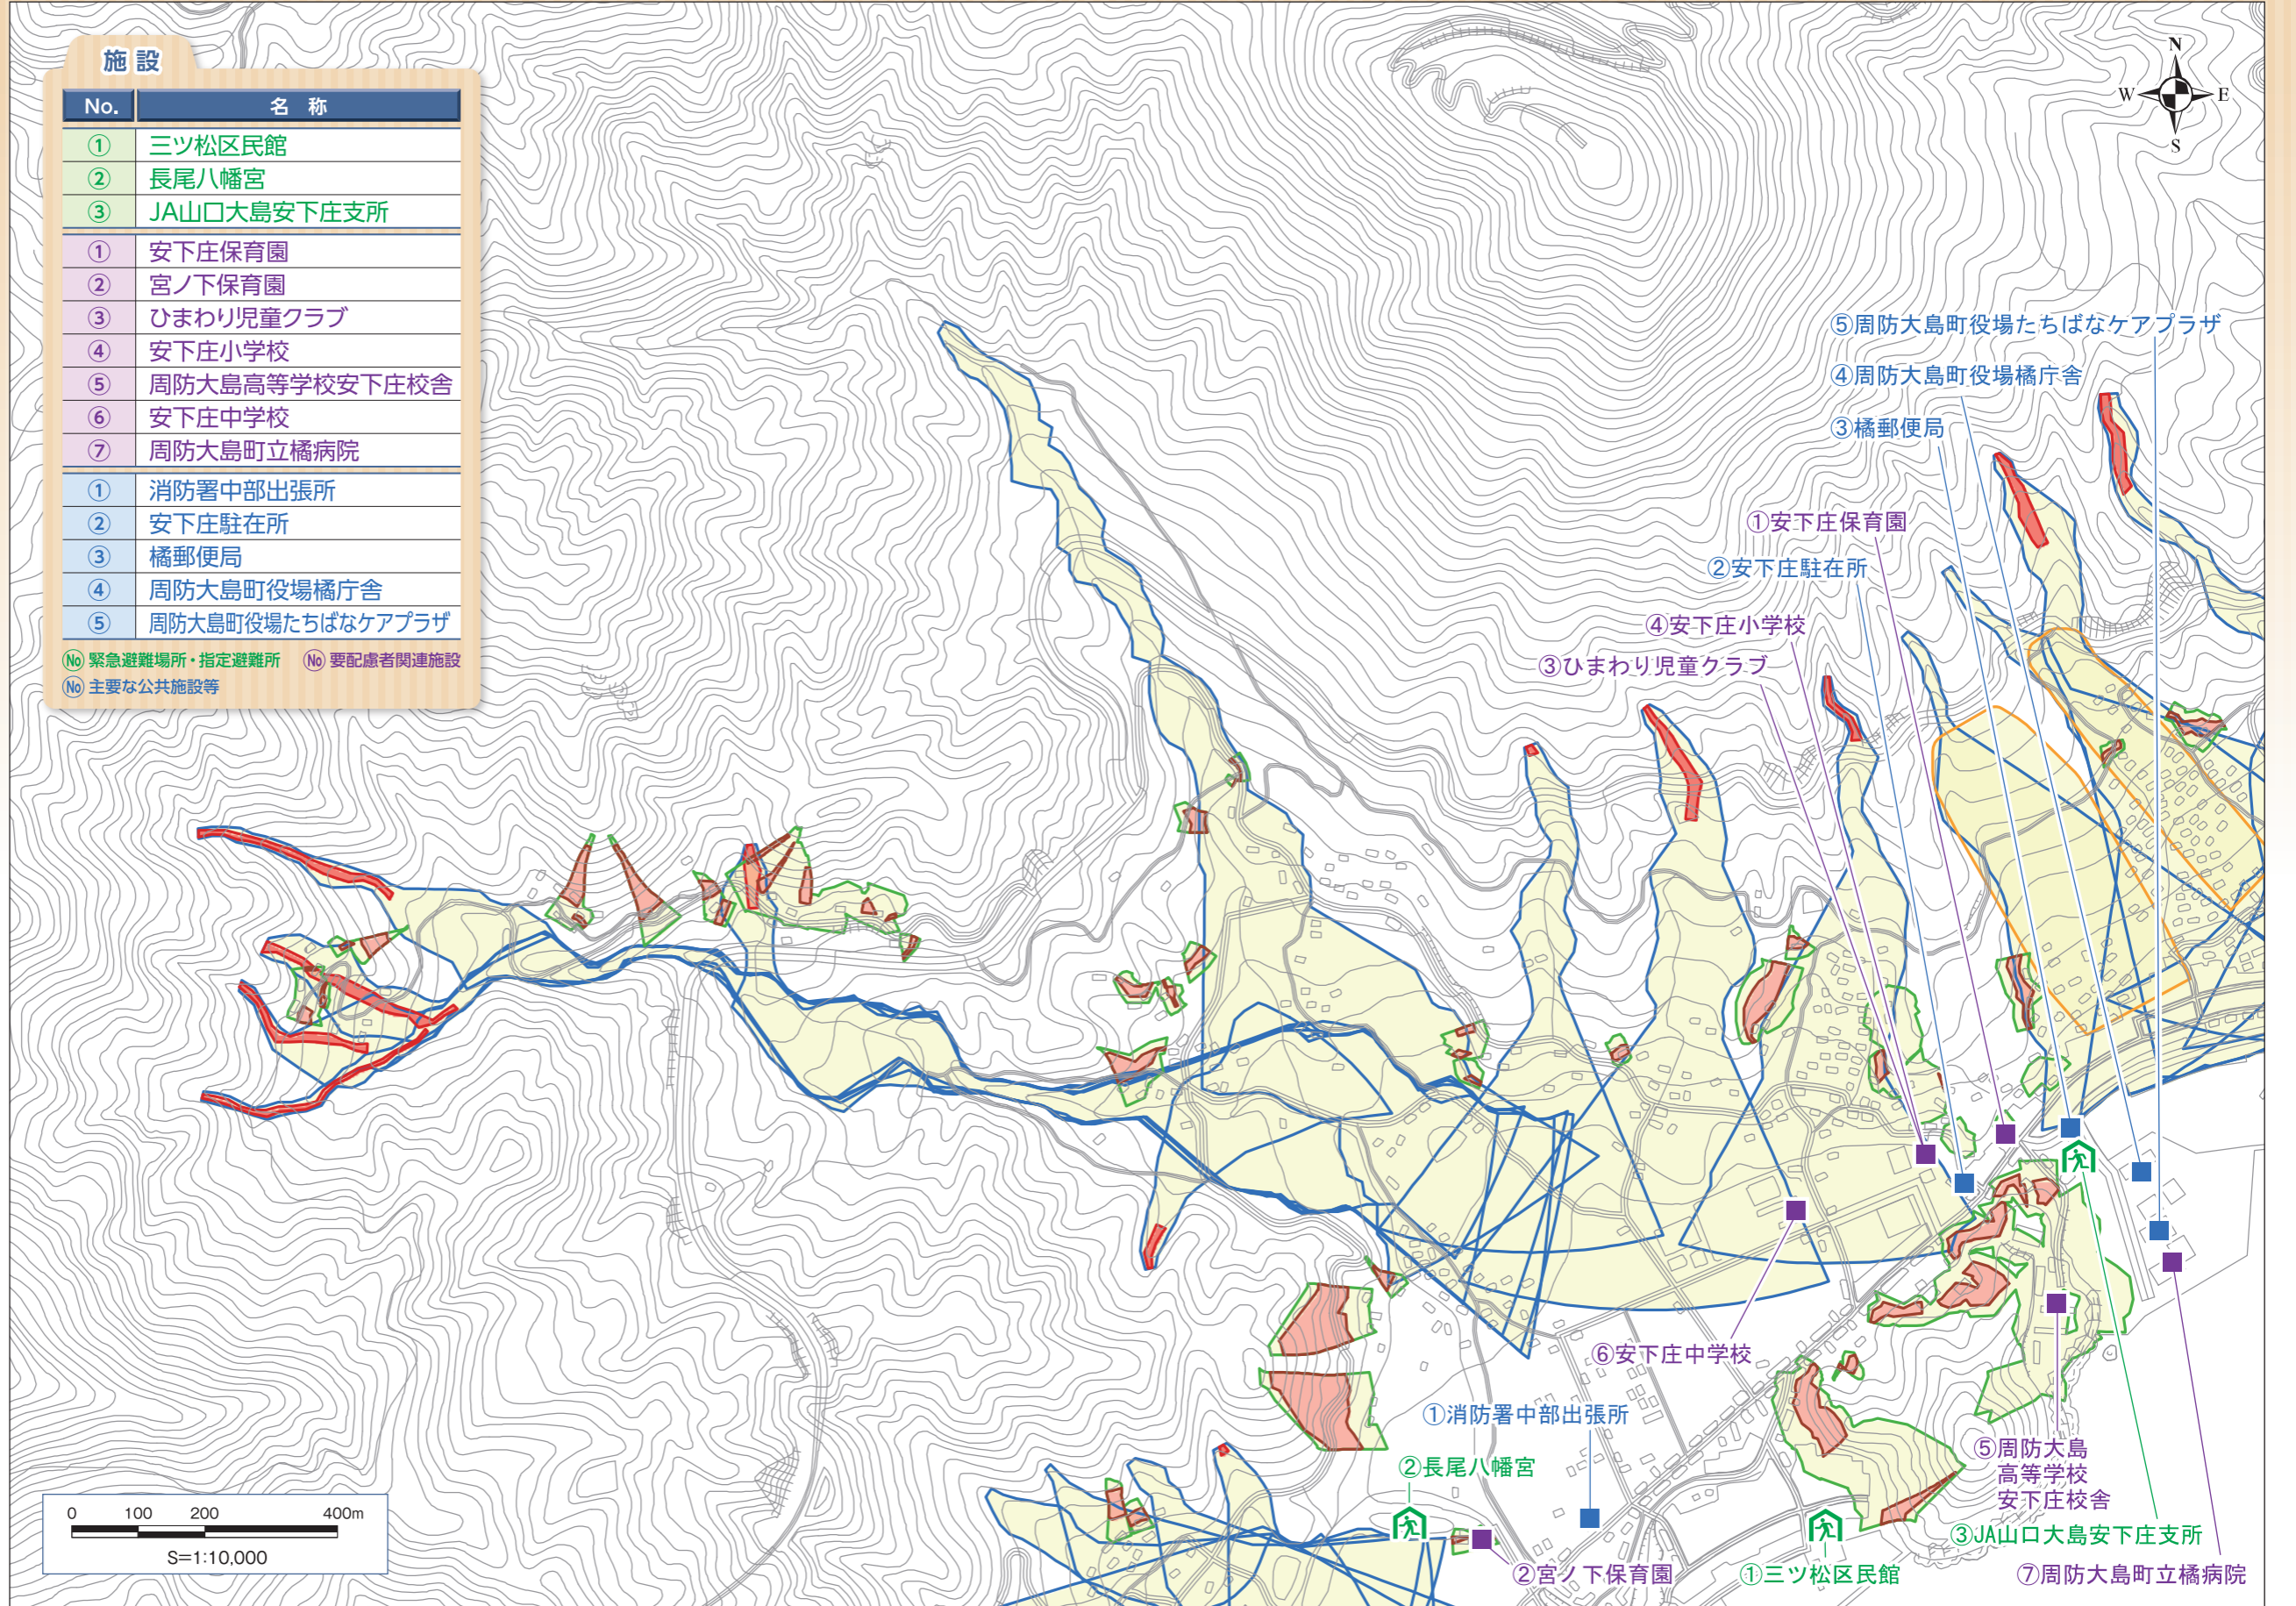 施設
No. 名称
① 三ツ松区民館
② 長尾八幡宮
③ JA山口大島安下庄支所
① 安下庄保育園
② 宮ノ下保育園
③ ひまわり児童クラブ
④ 安下庄小学校
⑤ 周防大島高等学校安下庄校舎
⑥ 安下庄中学校
⑦ 周防大島町立橘病院
① 消防署中部出張所
② 安下庄駐在所
③ 橘郵便局
④ 周防大島町役場橘庁舎
⑤ 周防大島町役場たちばなケアプラザ
No 緊急避難場所・指定避難所 No 要配慮者関連施設
No 主要な公共施設等
N
W E
S
⑤周防大島町役場たちばなケアプラザ
④周防大島町役場橘庁舎
③橘郵便局
①安下庄保育園
②安下庄駐在所
④安下庄小学校
③ひまわり児童クラブ
⑥安下庄中学校
①消防署中部出張所
②長尾八幡宮
⑤周防大島
高等学校
安下庄校舎
③JA山口大島安下庄支所
②宮ノ下保育園
①三ツ松区民館
⑦周防大島町立橘病院
0 100 200 400m
S=1:10,000